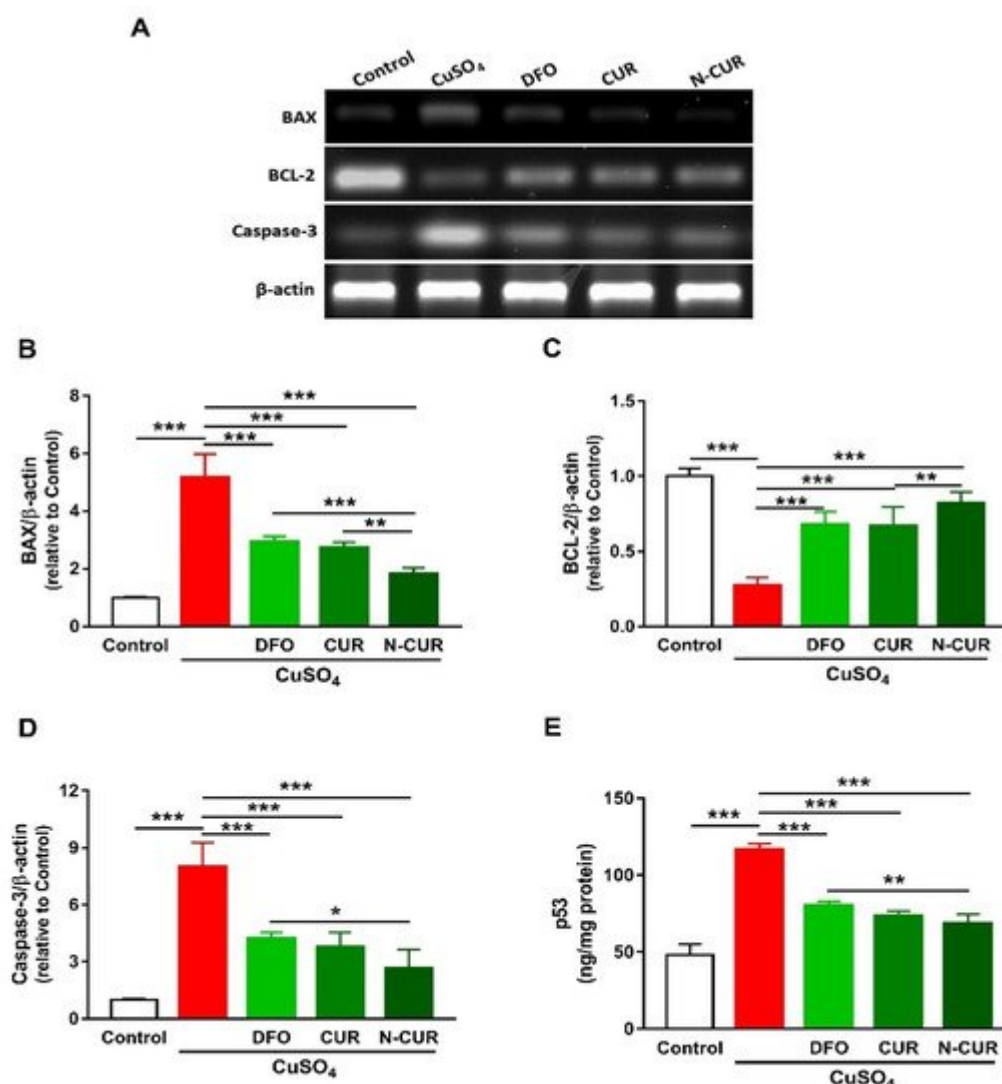 A
Control CuSO₄ DFO CUR N-CUR
BAX
BCL-2
Caspase-3
β-actin
B
BAX/β-actin
(relative to Control)
8
6
4
2
0
***
***
***
***
***
**
Control DFO CUR N-CUR
CuSO₄
C
BCL-2/β-actin
(relative to Control)
1.5
1.0
0.5
0.0
***
***
***
**
***
Control DFO CUR N-CUR
CuSO₄
D
Caspase-3/β-actin
(relative to Control)
12
9
6
3
0
***
***
***
***
*
Control DFO CUR N-CUR
CuSO₄
E
p53
(ng/mg protein)
150
100
50
0
***
***
***
***
**
Control DFO CUR N-CUR
CuSO₄